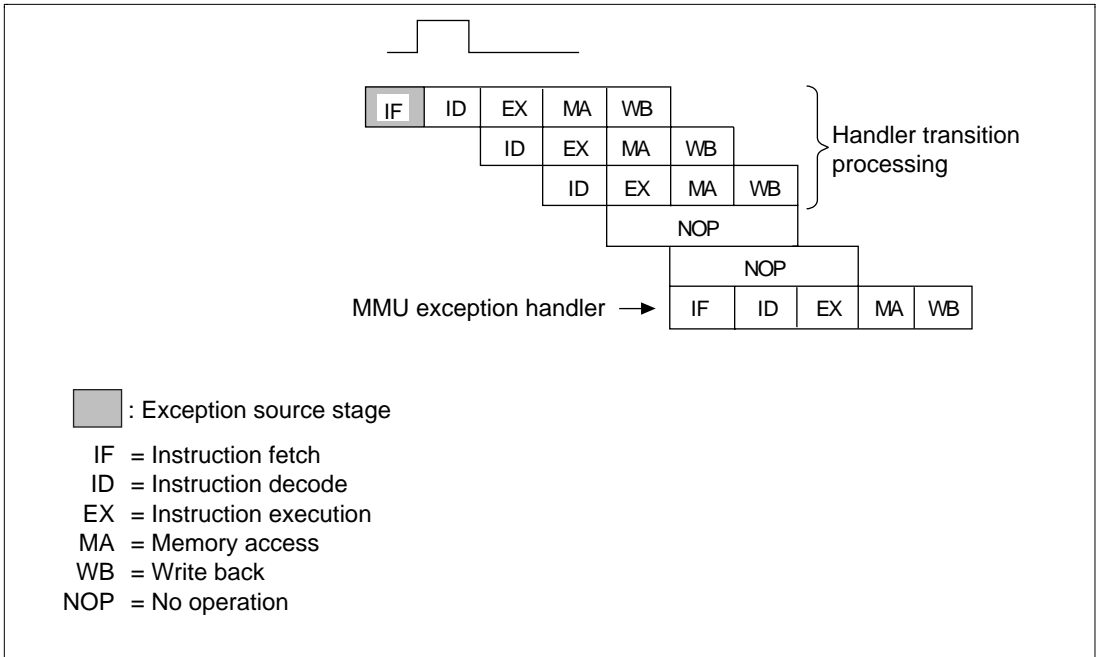 IF ID EX MA WB
ID EX MA WB
ID EX MA WB
Handler transition
processing
NOP
NOP
MMU exception handler
IF ID EX MA WB
: Exception source stage
IF = Instruction fetch
ID = Instruction decode
EX = Instruction execution
MA = Memory access
WB = Write back
NOP = No operation